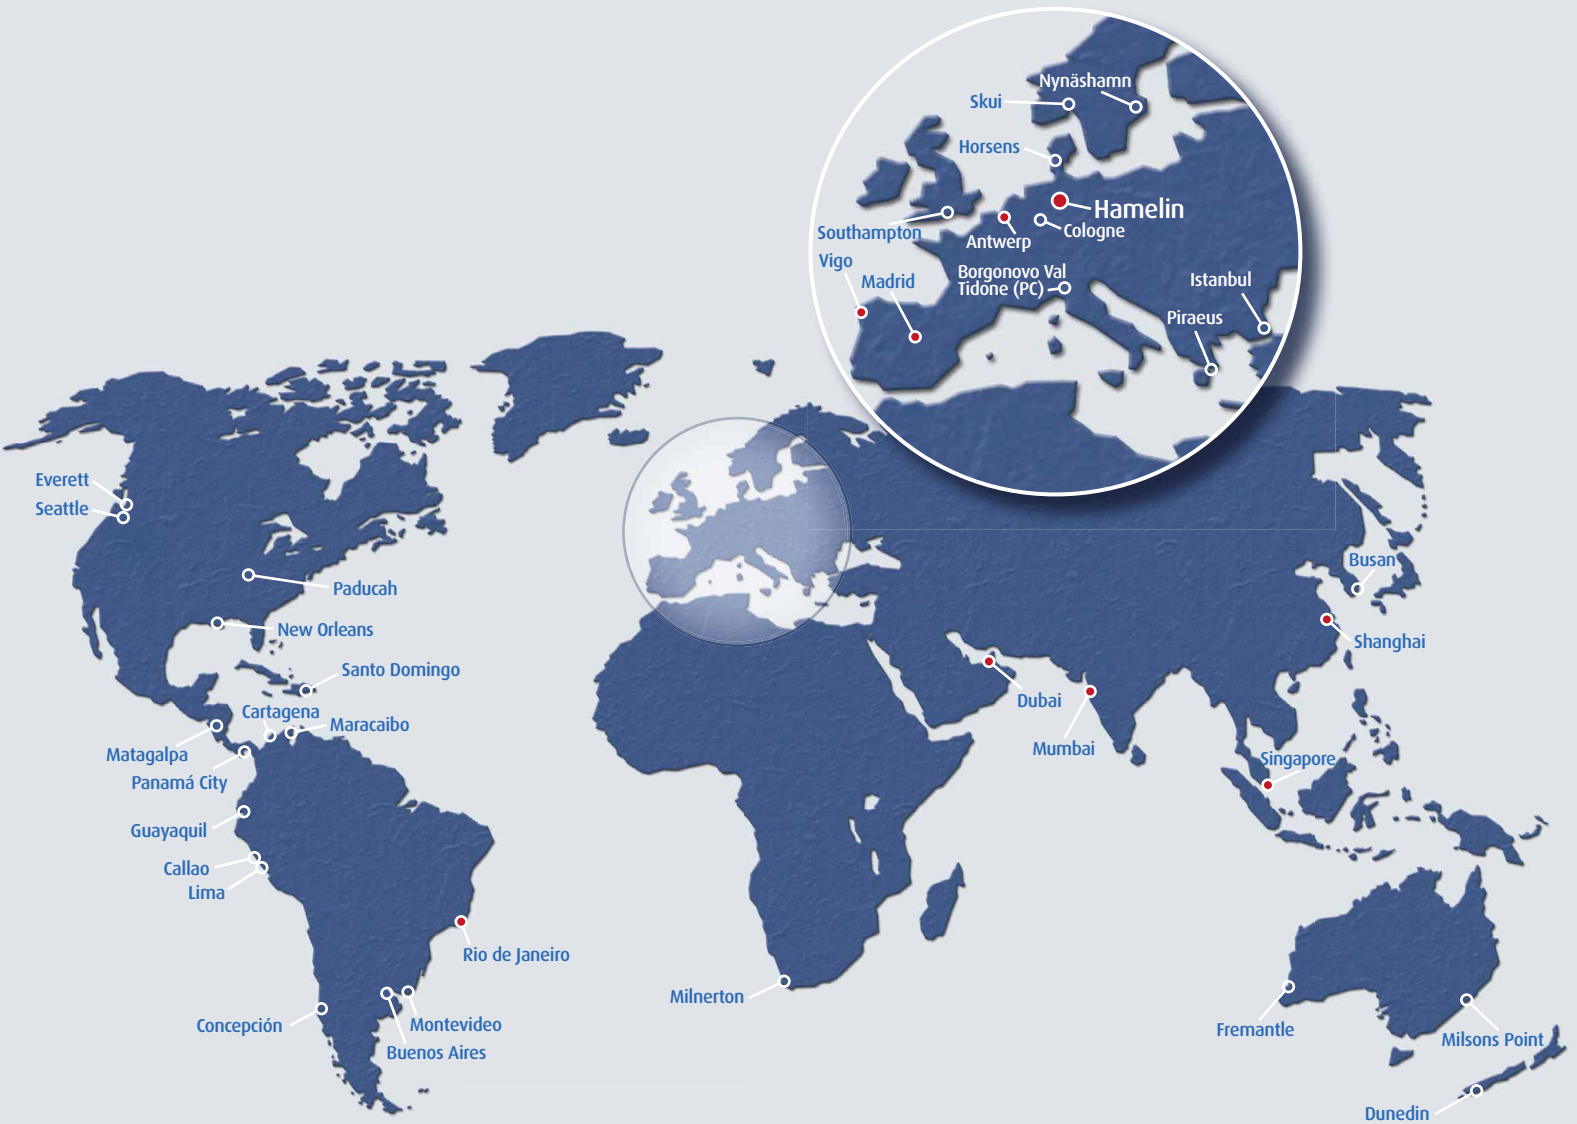 Nynäshamn
Skui
Horsens
Hamelin
Southampton
Antwerp
Cologne
Vigo
Madrid
Borgonovo Val
Tidone (PC)
Istanbul
Piraeus
Everett
Seattle
Paducah
New Orleans
Santo Domingo
Cartagena
Maracaibo
Matagalpa
Panamá City
Guayaquil
Callao
Lima
Rio de Janeiro
Concepción
Montevideo
Buenos Aires
Milnerton
Busan
Shanghai
Dubai
Mumbai
Singapore
Fremantle
Milsons Point
Dunedin